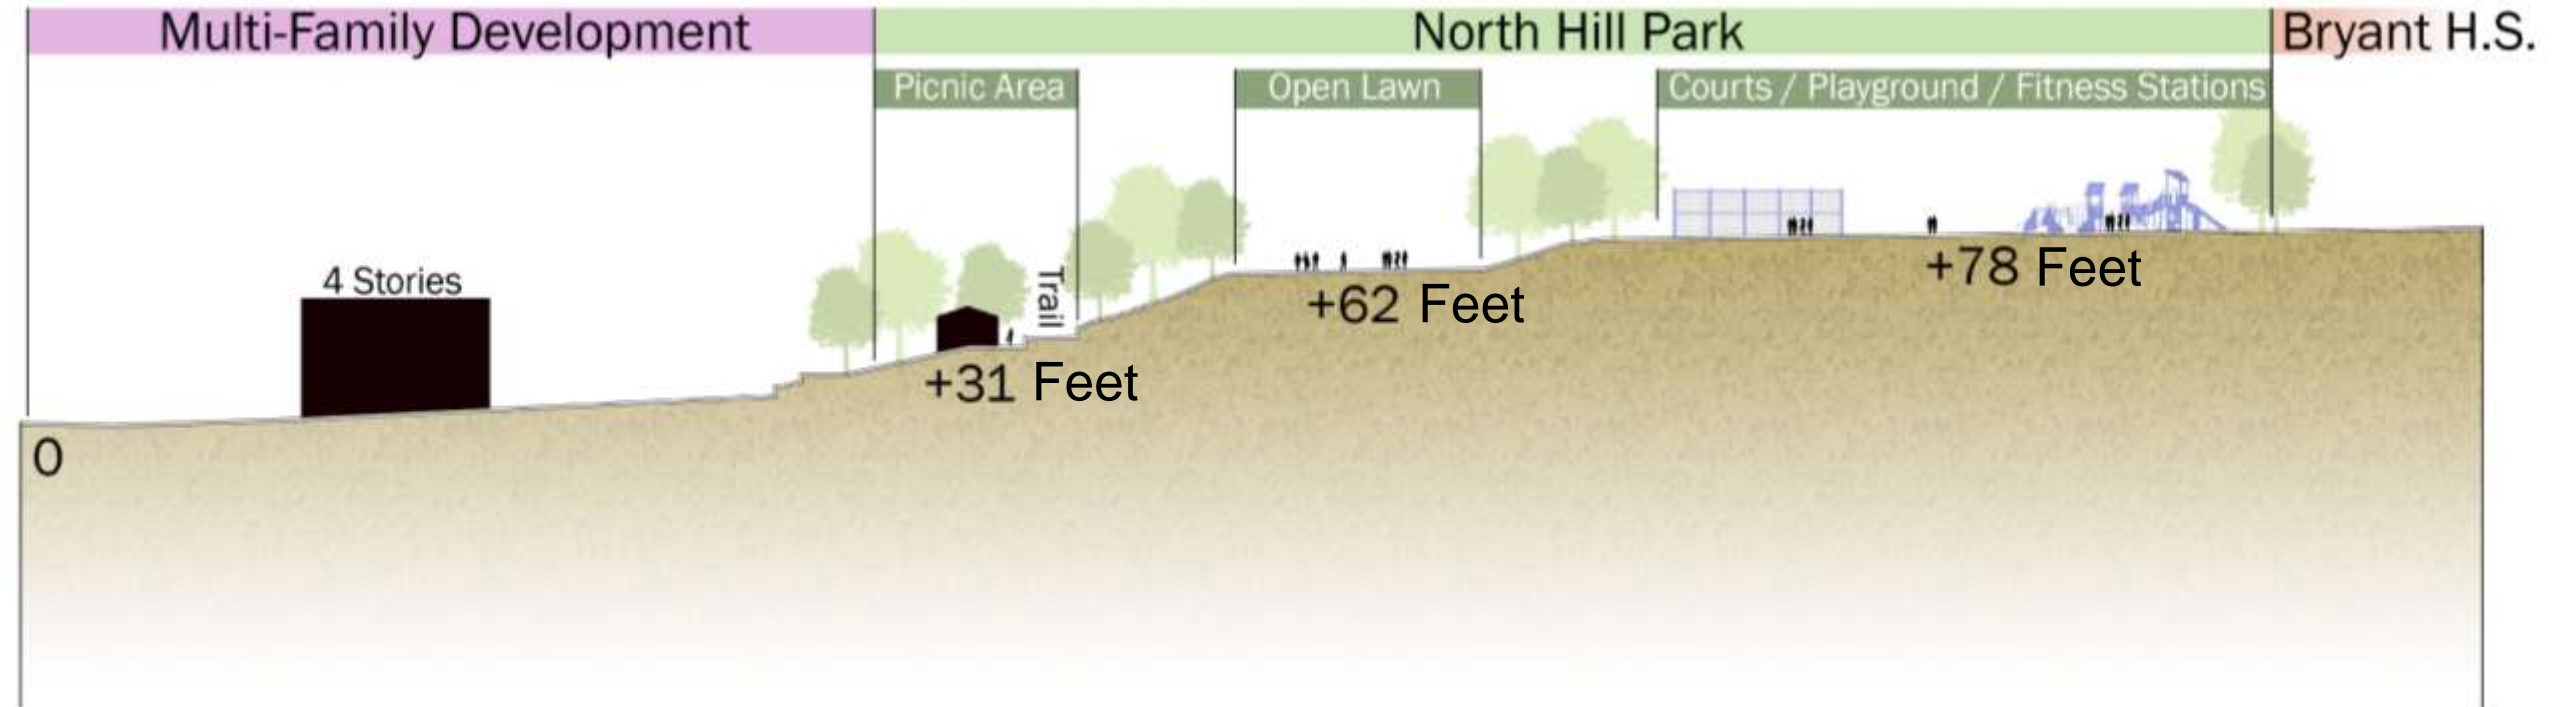 Multi-Family Development
North Hill Park
Bryant H.S.
Picnic Area
Open Lawn
Courts / Playground / Fitness Stations
4 Stories
Trail
+78 Feet
+62 Feet
+31 Feet
0